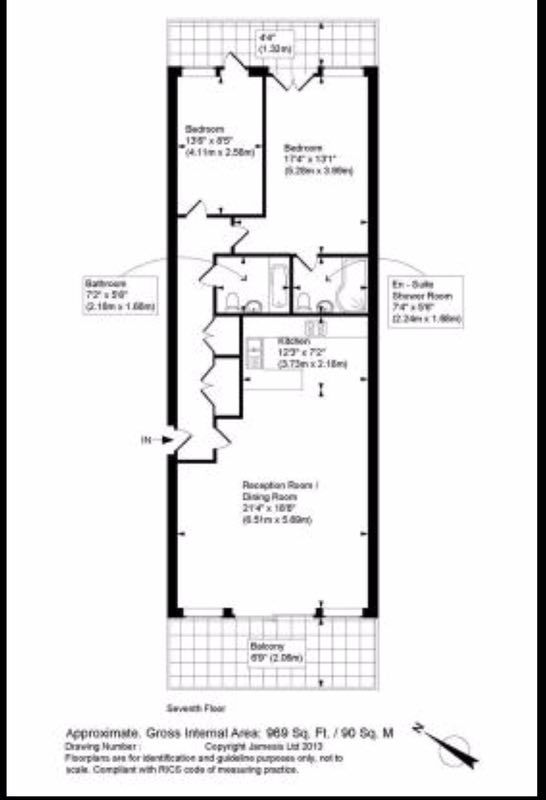 4'4"
(1.32m)
Bedroom
13'6" x 8'5"
(4.11m x 2.56m)
Bedroom
17'4" x 13'1"
(5.28m x 3.99m)
Bathroom
7'2" x 5'6"
(2.18m x 1.68m)
En - Suite
Shower Room
7'4" x 5'6"
(2.24m x 1.68m)
Kitchen
12'3" x 7'2"
(3.73m x 2.18m)
IN
Reception Room /
Dining Room
21'4" x 18'8"
(6.51m x 5.69m)
Balcony
6'9" (2.06m)
Seventh Floor
Approximate. Gross Internal Area: 969 Sq. Ft. / 90 Sq. M
Drawing Number : Copyright Jamesis Ltd 2013
Floorplans are for identification and guideline purposes only, not to
scale. Compliant with RICS code of measuring practice.
N